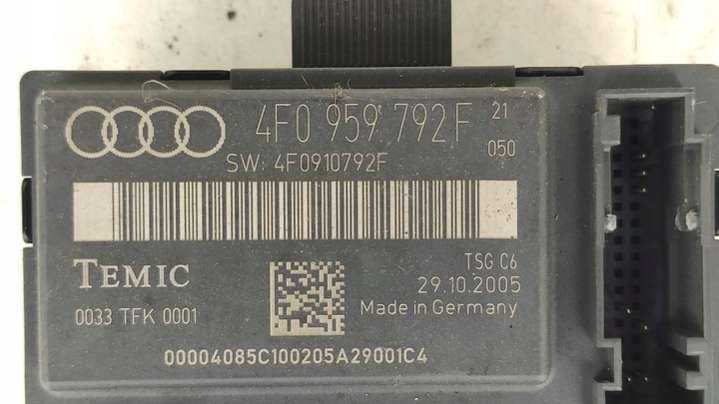 4F0 959 792F 21
050
SW: 4F0910792F
TEMIC
TSG C6
29.10.2005
0033 TFK 0001
Made in Germany
00004085C100205A29001C4